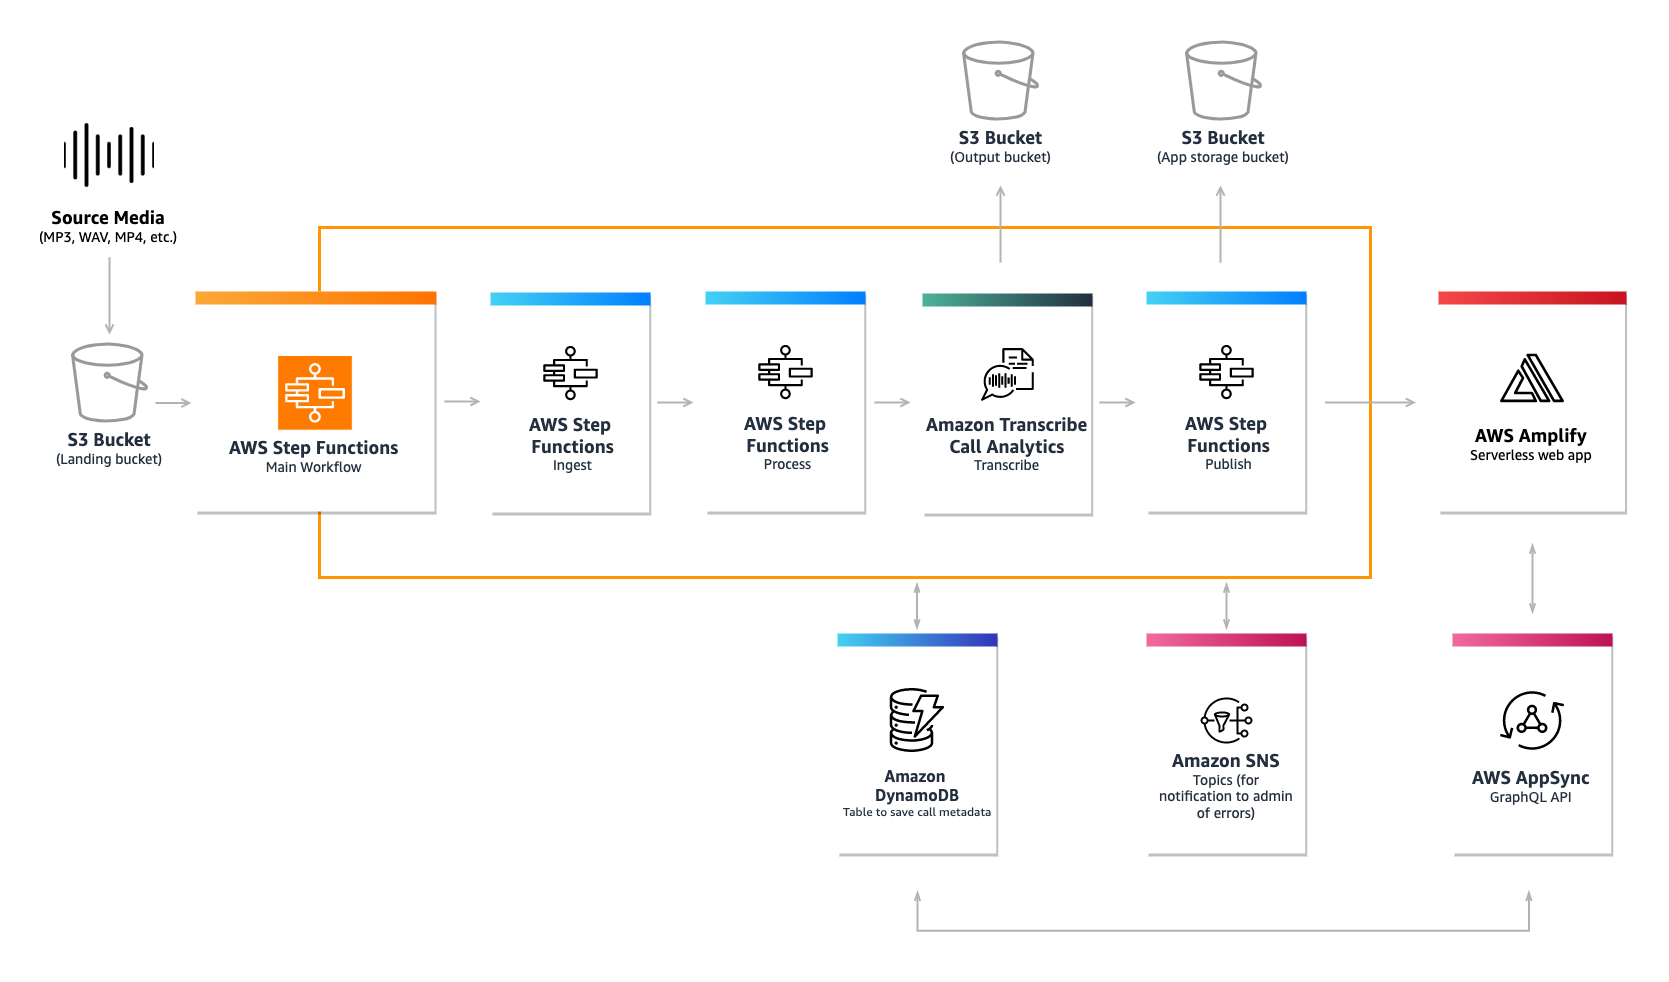 S3 Bucket
(Output bucket)
S3 Bucket
(App storage bucket)
Source Media
(MP3, WAV, MP4, etc.)
S3 Bucket
(Landing bucket)
AWS Step Functions
Main Workflow
AWS Step
Functions
Ingest
AWS Step
Functions
Process
Amazon Transcribe
Call Analytics
Transcribe
AWS Step
Functions
Publish
AWS Amplify
Serverless web app
Amazon
DynamoDB
Table to save call metadata
Amazon SNS
Topics (for
notification to admin
of errors)
AWS AppSync
GraphQL API